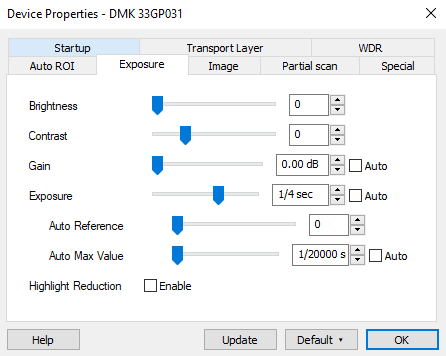 Device Properties - DMK 33GP031
Startup Transport Layer WDR
Auto ROI Exposure Image Partial scan Special
Brightness 0
Contrast 0
Gain 0.00 dB Auto
Exposure 1/4 sec Auto
Auto Reference 0
Auto Max Value 1/20000 s Auto
Highlight Reduction Enable
Help Update Default OK